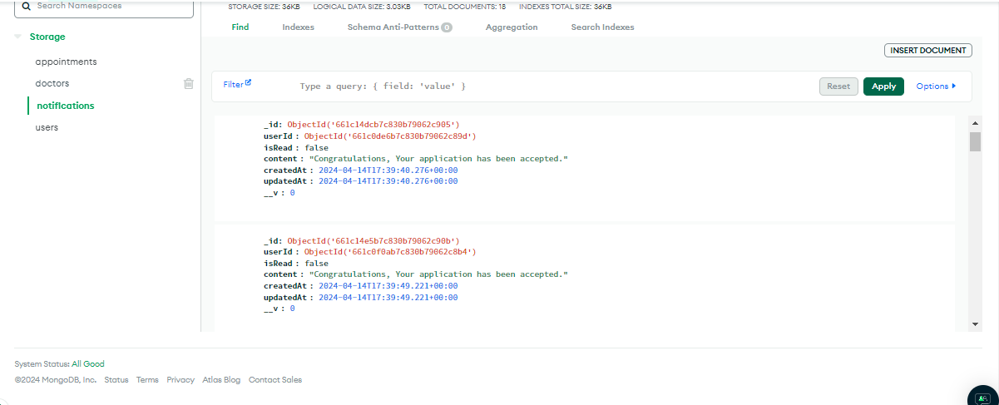 Search Namespaces
STORAGE SIZE: 36KB LOGICAL DATA SIZE: 3.03KB TOTAL DOCUMENTS: 18 INDEXES TOTAL SIZE: 36KB
Find Indexes Schema Anti-Patterns 0 Aggregation Search Indexes
Storage
appointments
doctors
notifications
users
INSERT DOCUMENT
Filter Type a query: { field: 'value' } Reset Apply Options
_id: ObjectId('661c14dcb7c830b79062c905')
userId : ObjectId('661c0de6b7c830b79062c89d')
isRead : false
content : "Congratulations, Your application has been accepted."
createdAt : 2024-04-14T17:39:40.276+00:00
updatedAt : 2024-04-14T17:39:40.276+00:00
__v : 0
_id: ObjectId('661c14e5b7c830b79062c90b')
userId : ObjectId('661c0f0ab7c830b79062c8b4')
isRead : false
content : "Congratulations, Your application has been accepted."
createdAt : 2024-04-14T17:39:49.221+00:00
updatedAt : 2024-04-14T17:39:49.221+00:00
__v : 0
System Status: All Good
©2024 MongoDB, Inc. Status Terms Privacy Atlas Blog Contact Sales